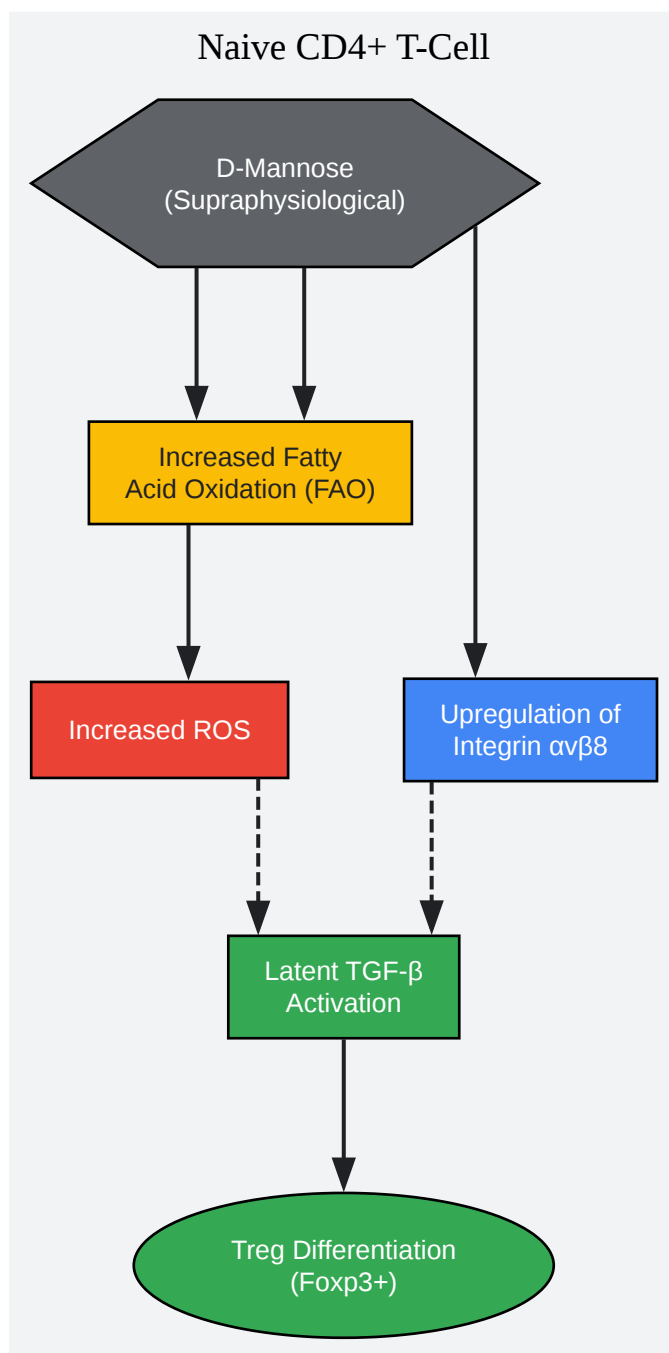 Naive CD4+ T-Cell
D-Mannose
(Supraphysiological)
Increased Fatty
Acid Oxidation (FAO)
Increased ROS
Upregulation of
Integrin αvβ8
Latent TGF-β
Activation
Treg Differentiation
(Foxp3+)